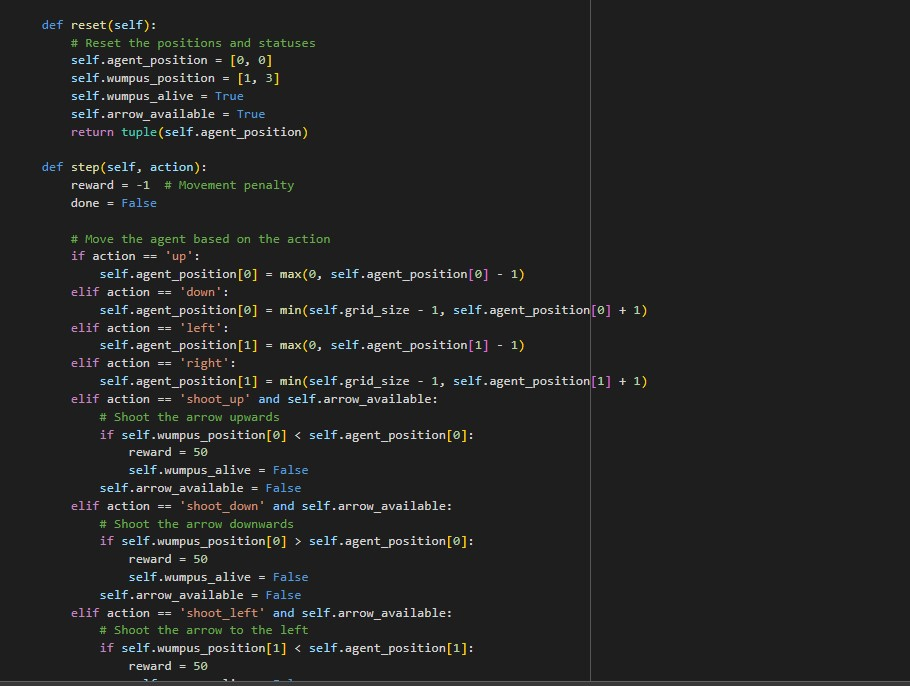 def reset(self):
    # Reset the positions and statuses
    self.agent_position = [0, 0]
    self.wumpus_position = [1, 3]
    self.wumpus_alive = True
    self.arrow_available = True
    return tuple(self.agent_position)

def step(self, action):
    reward = -1  # Movement penalty
    done = False

    # Move the agent based on the action
    if action == 'up':
        self.agent_position[0] = max(0, self.agent_position[0] - 1)
    elif action == 'down':
        self.agent_position[0] = min(self.grid_size - 1, self.agent_position[0] + 1)
    elif action == 'left':
        self.agent_position[1] = max(0, self.agent_position[1] - 1)
    elif action == 'right':
        self.agent_position[1] = min(self.grid_size - 1, self.agent_position[1] + 1)
    elif action == 'shoot_up' and self.arrow_available:
        # Shoot the arrow upwards
        if self.wumpus_position[0] < self.agent_position[0]:
            reward = 50
            self.wumpus_alive = False
        self.arrow_available = False
    elif action == 'shoot_down' and self.arrow_available:
        # Shoot the arrow downwards
        if self.wumpus_position[0] > self.agent_position[0]:
            reward = 50
            self.wumpus_alive = False
        self.arrow_available = False
    elif action == 'shoot_left' and self.arrow_available:
        # Shoot the arrow to the left
        if self.wumpus_position[1] < self.agent_position[1]:
            reward = 50